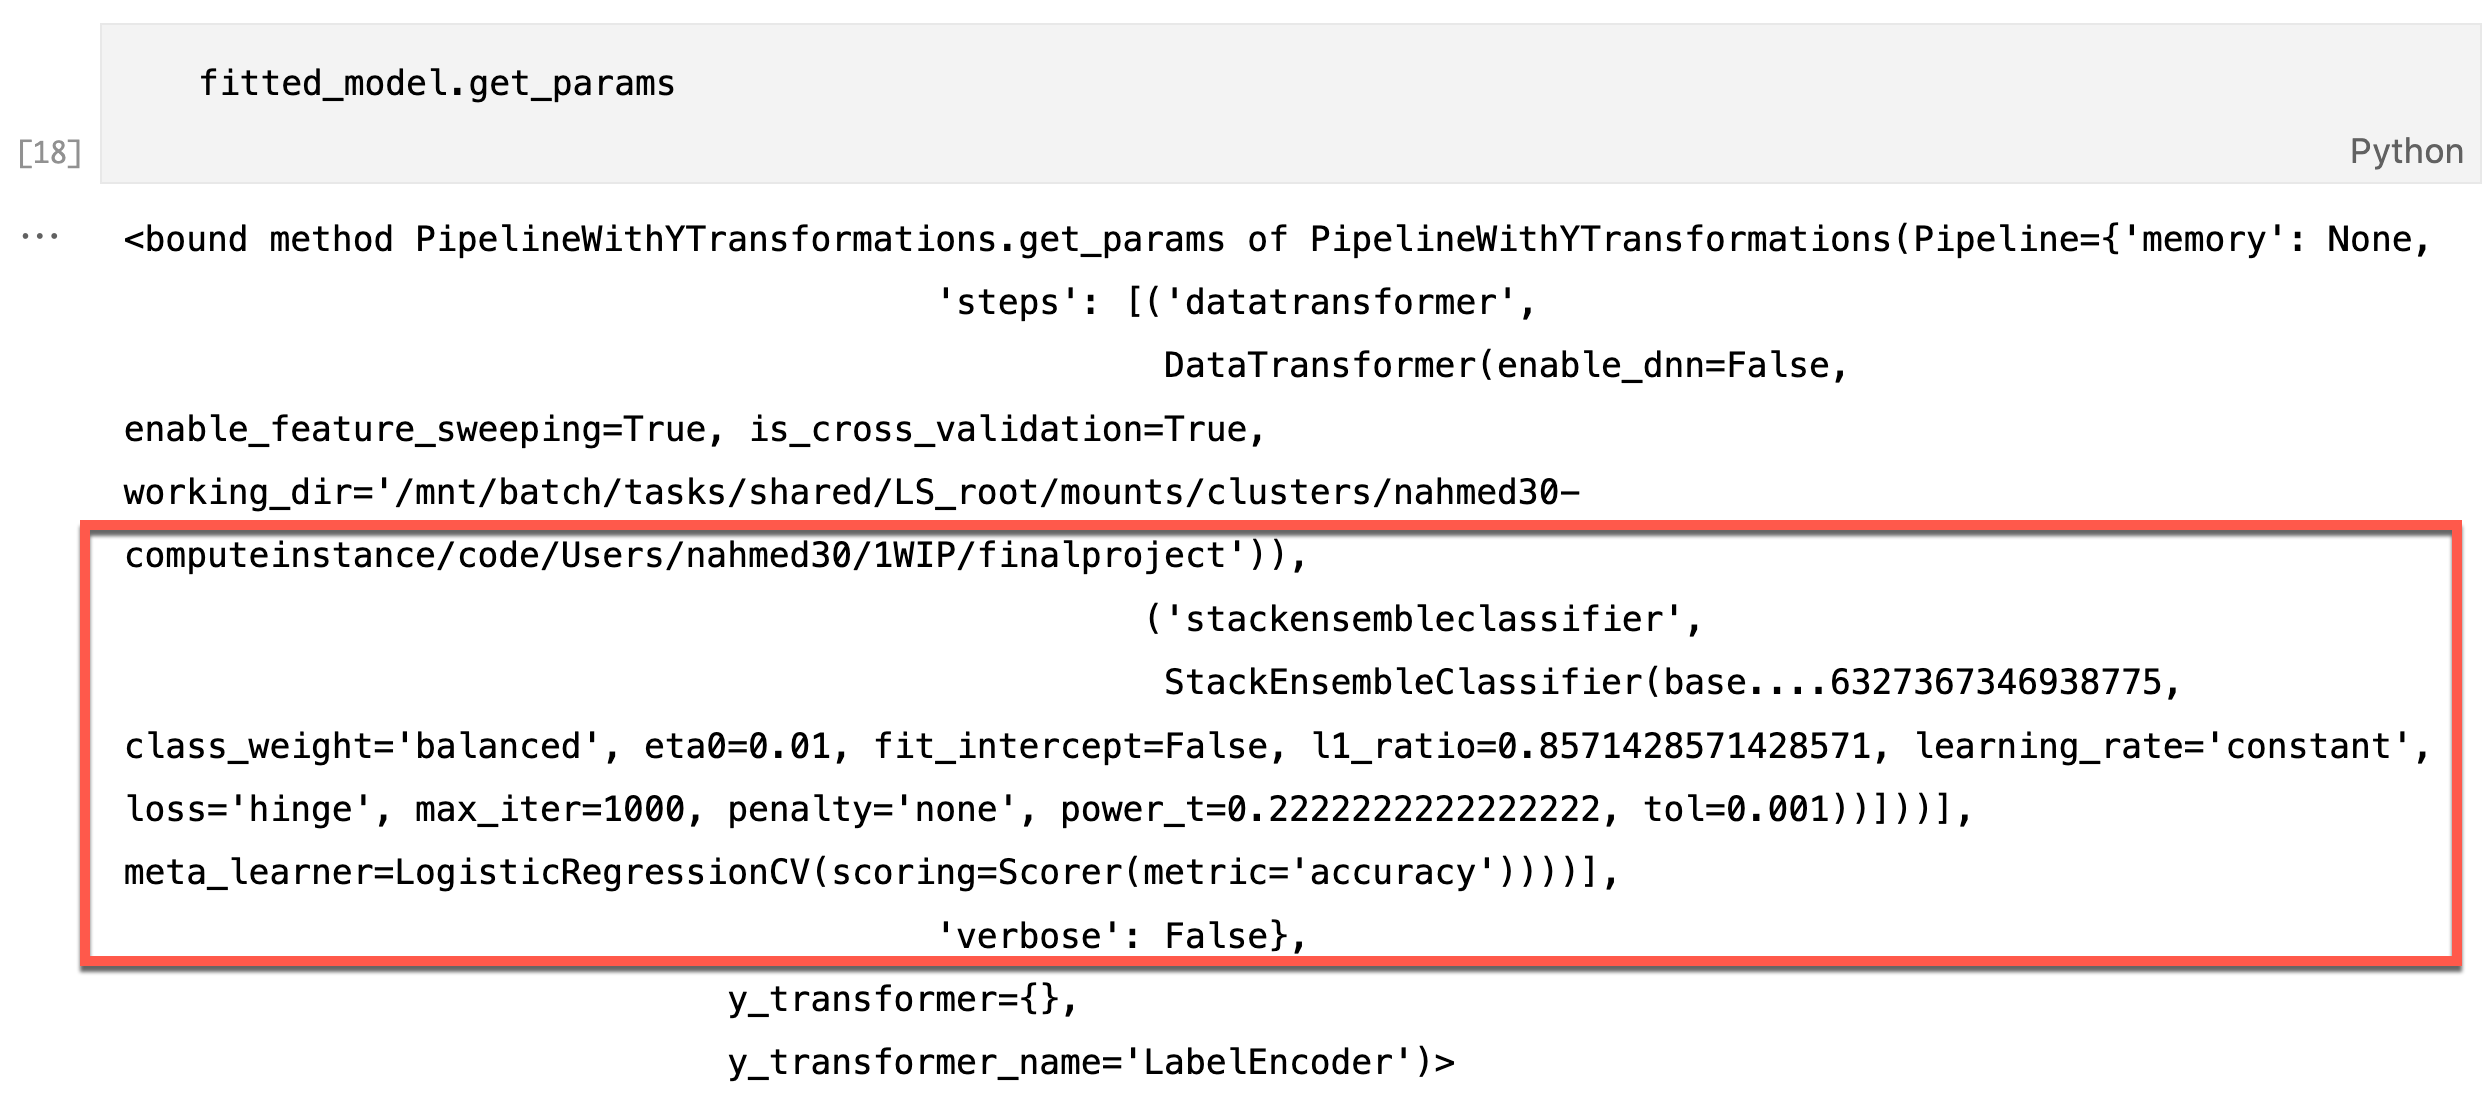 fitted_model.get_params
[18]
Python
...
<bound method PipelineWithYTransformations.get_params of PipelineWithYTransformations(Pipeline={'memory': None,
'steps': [('datatransformer',
DataTransformer(enable_dnn=False,
enable_feature_sweeping=True, is_cross_validation=True,
working_dir='/mnt/batch/tasks/shared/LS_root/mounts/clusters/nahmed30-
computeinstance/code/Users/nahmed30/1WIP/finalproject')),
('stackensembleclassifier',
StackEnsembleClassifier(base....6327367346938775,
class_weight='balanced', eta0=0.01, fit_intercept=False, l1_ratio=0.8571428571428571, learning_rate='constant',
loss='hinge', max_iter=1000, penalty='none', power_t=0.2222222222222222, tol=0.001))]))],
meta_learner=LogisticRegressionCV(scoring=Scorer(metric='accuracy'))))],
'verbose': False},
y_transformer={},
y_transformer_name='LabelEncoder')>